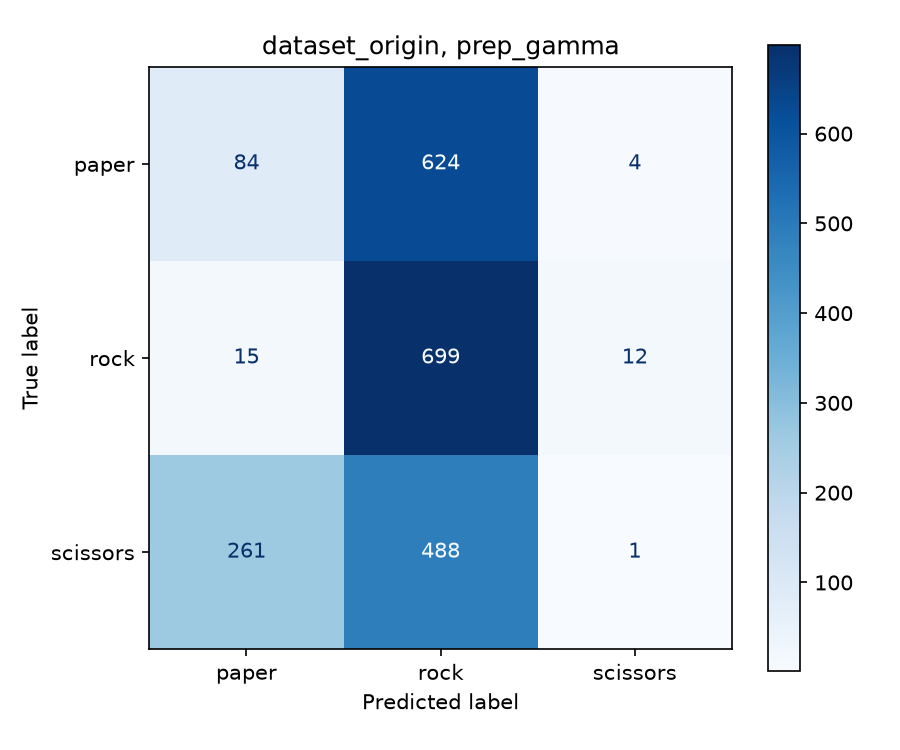 dataset_origin, prep_gamma
paper 84 624 4
rock 15 699 12
scissors 261 488 1
paper rock scissors
Predicted label
True label
600
500
400
300
200
100